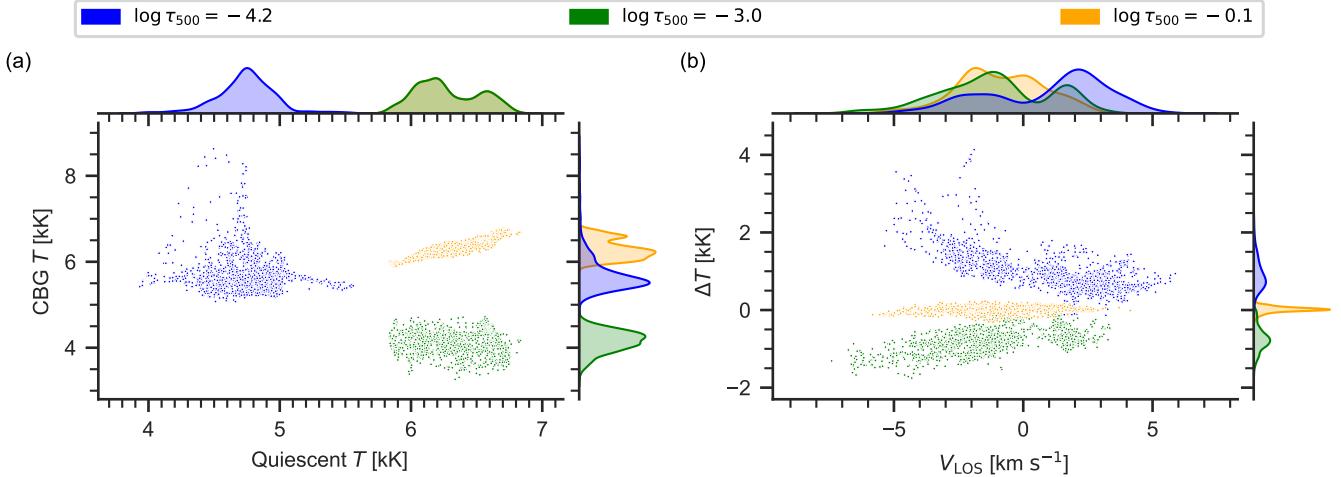 log τ₅₀₀ = −4.2 log τ₅₀₀ = −3.0 log τ₅₀₀ = −0.1
(a)
CBG T [kK]
8
6
4
4 5 6 7
Quiescent T [kK]
(b)
ΔT [kK]
4
2
0
−2
−5 0 5
V_LOS [km s⁻¹]